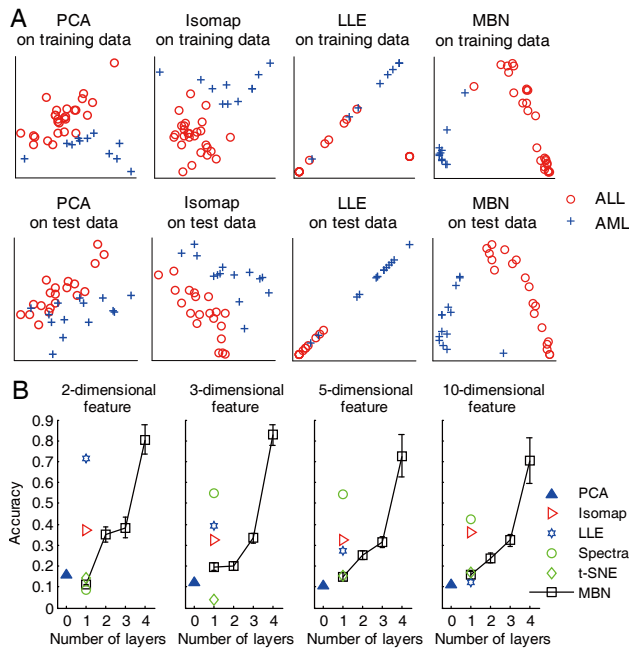 A
PCA
on training data
Isomap
on training data
LLE
on training data
MBN
on training data
ALL
AML
PCA
on test data
Isomap
on test data
LLE
on test data
MBN
on test data
B
2-dimensional
feature
3-dimensional
feature
5-dimensional
feature
10-dimensional
feature
Accuracy
0.9
0.8
0.7
0.6
0.5
0.4
0.3
0.2
0.1
0
0 1 2 3 4
0 1 2 3 4
0 1 2 3 4
0 1 2 3 4
Number of layers
Number of layers
Number of layers
Number of layers
PCA
Isomap
LLE
Spectra
t-SNE
MBN